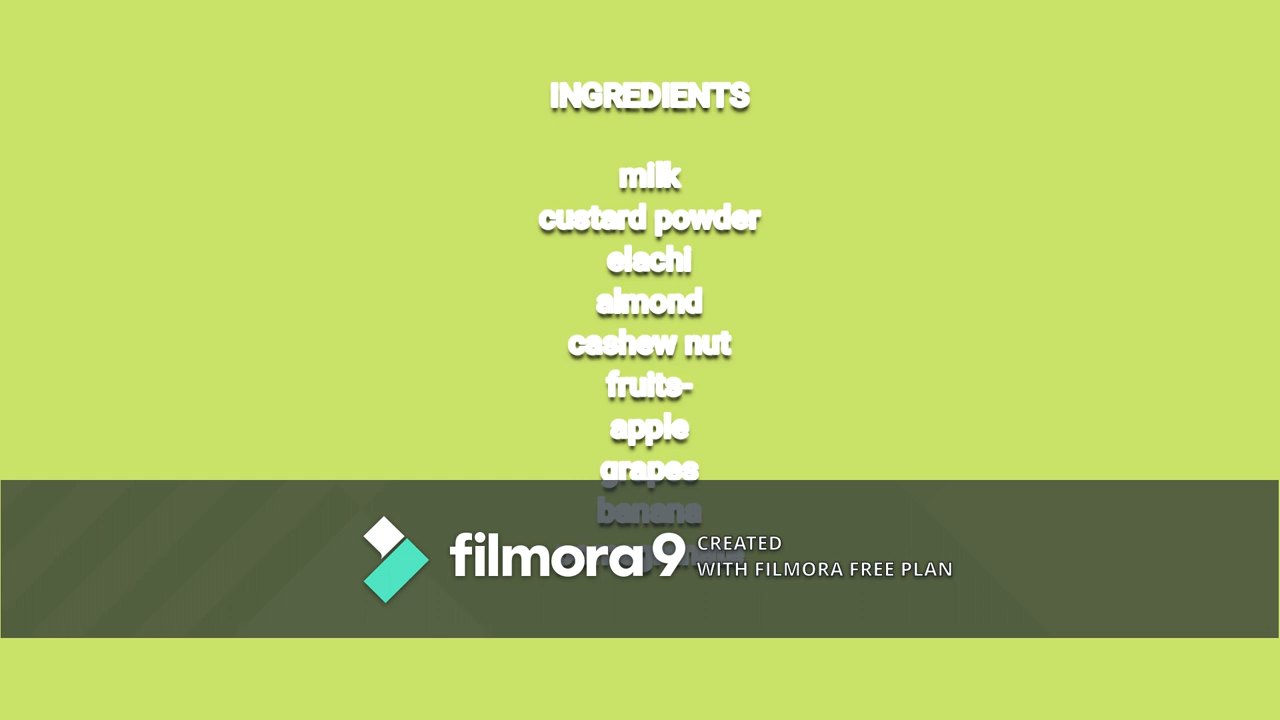 INGREDIENTS
milk
custard powder
elachi
almond
cashew nut
fruits-
apple
grapes
banana
filmora9 CREATED
WITH FILMORA FREE PLAN